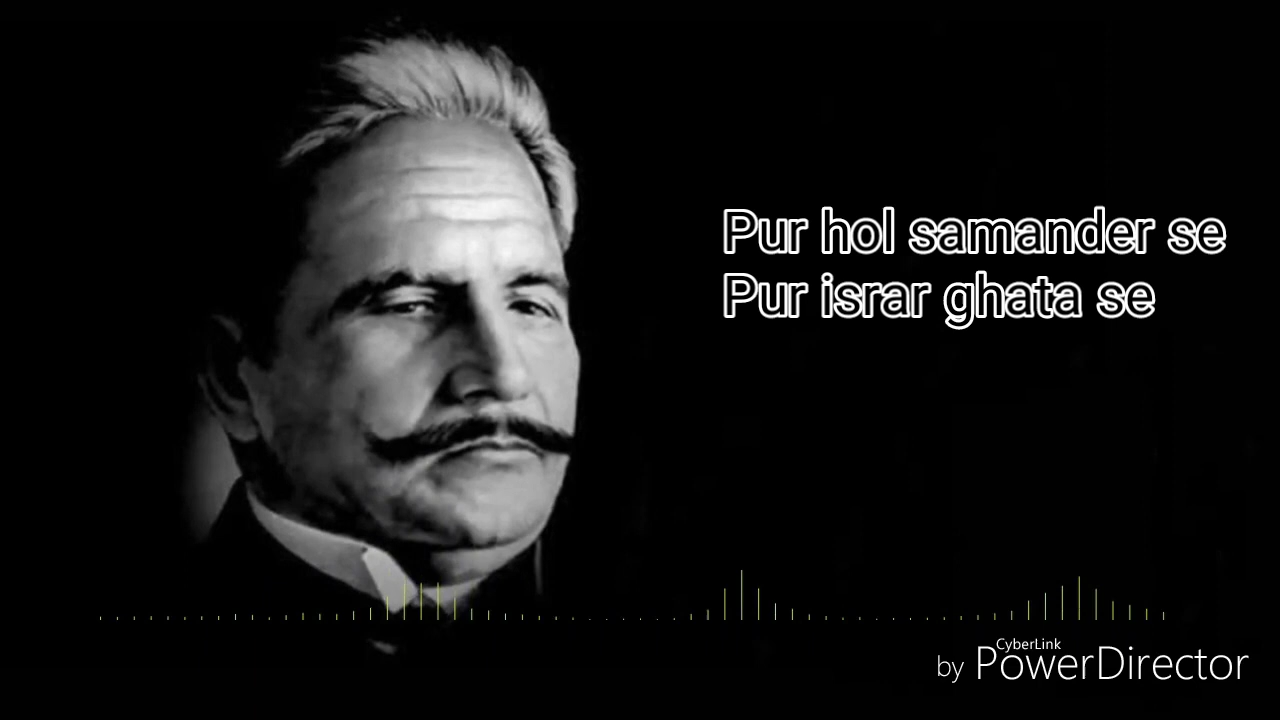 Pur hol samander se
Pur israr ghata se
CyberLink
by PowerDirector